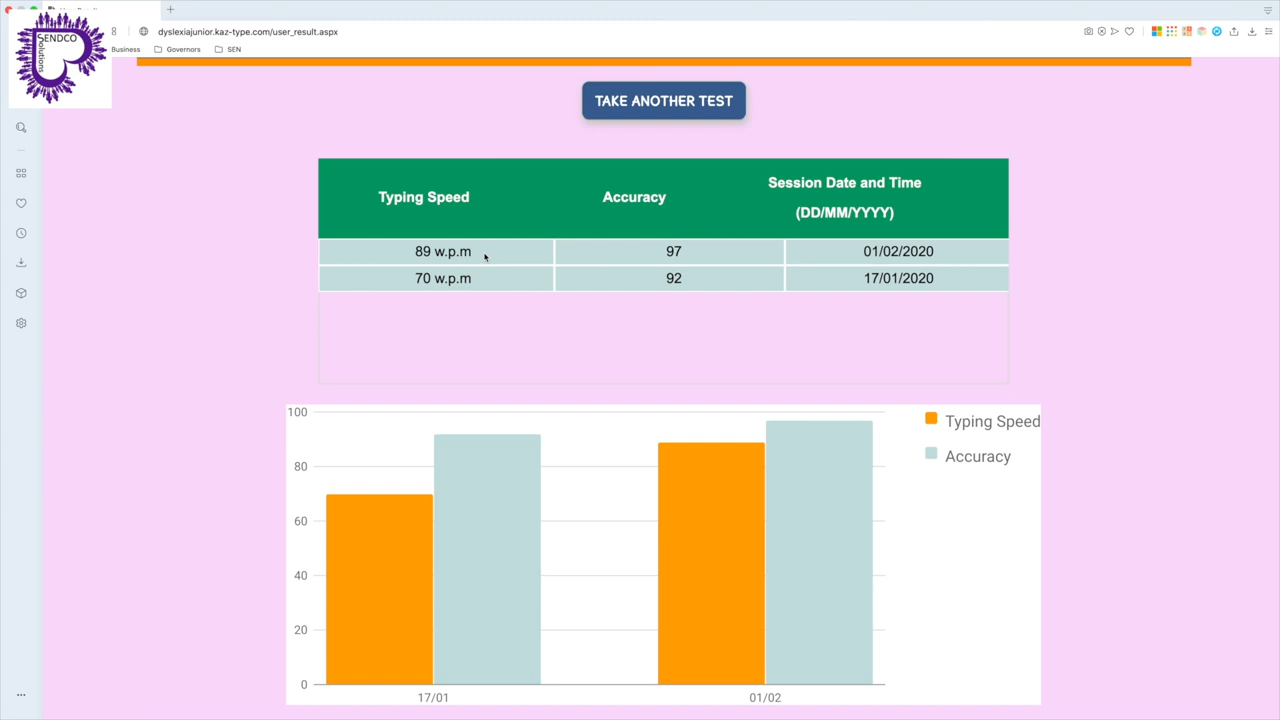 SENDCO
Solutions
dyslexiajunior.kaz-type.com/user_result.aspx
Business
Governors
SEN
TAKE ANOTHER TEST
Typing Speed
Accuracy
Session Date and Time
(DD/MM/YYYY)
89 w.p.m
97
01/02/2020
70 w.p.m
92
17/01/2020
100
80
60
40
20
0
17/01
01/02
Typing Speed
Accuracy